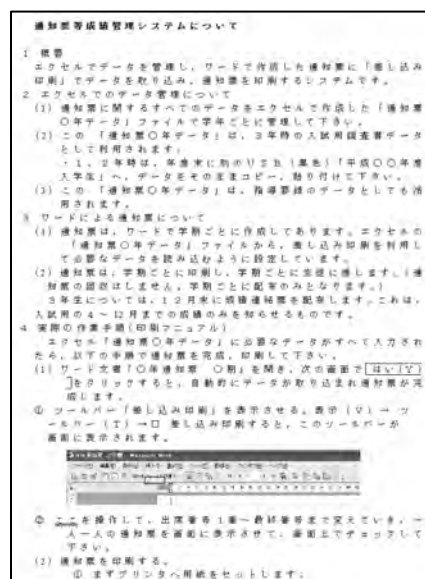 通知票等成績管理システムについて
1 概要
エクセルでデータを管理し、ワードで作成した通知票に「差し込み
印刷」でデータを取り込み、通知票を印刷するシステムです。
2 エクセルでのデータ管理について
(1) 通知票に関するすべてのデータをエクセルで作成した「通知票
○年データ」ファイルで学年ごとに管理して下さい。
(2) この「通知票○年データ」は、3年時の入試用調査書データ
として利用されます。
・1、2年時は、年度末に別のUSB(黒色)「平成○○年度
入学生」へ、データをそのままコピー、貼り付けて下さい。
(3) この「通知票○年データ」は、指導要録のデータとしても活
用されます。
3 ワードによる通知票について
(1) 通知票は、ワードで学期ごとに作成してあります。エクセルの
「通知票○年データ」ファイルから、差し込み印刷を利用し
て必要なデータを読み込むように設定しています。
(2) 通知票は、学期ごとに印刷し、学期ごとに生徒に渡します。(通
知票の回収はしません。学期ごとに配布のみとなります。)
3年生については、12月末に成績連絡票を配布します。これは、
入試用の4~12月までの成績のみを知らせるものです。
4 実際の作業手順(印刷マニュアル)
エクセル「通知票○年データ」に必要なデータがすべて入力され
たら、以下の手順で通知票を完成、印刷して下さい。
(1) ワード文書「○年通知票 ○期」を開き、次の画面で はい(Y)
をクリックすると、自動的にデータが取り込まれ通知票が完
成します。
① ツールバー「差し込み印刷」を表示させる。表示(V)→ ツ
ールバー(T)→□ 差し込み印刷すると、このツールバーが
画面に表示されます。
② ここを操作して、出席番号1番~最終番号まで変えていき、一
人一人の通知票を画面に表示させて、画面上でチェックして
下さい。
(2) 通知票を印刷する。
① まずプリンタへ用紙をセットします。